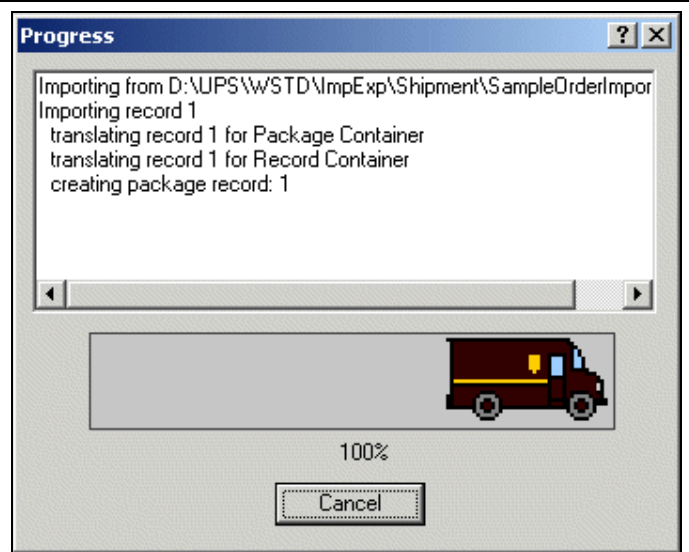 Progress
Importing from D:\UPS\WSTD\ImpExp\Shipment\SampleOrderImpor
Importing record 1
translating record 1 for Package Container
translating record 1 for Record Container
creating package record: 1
100%
Cancel